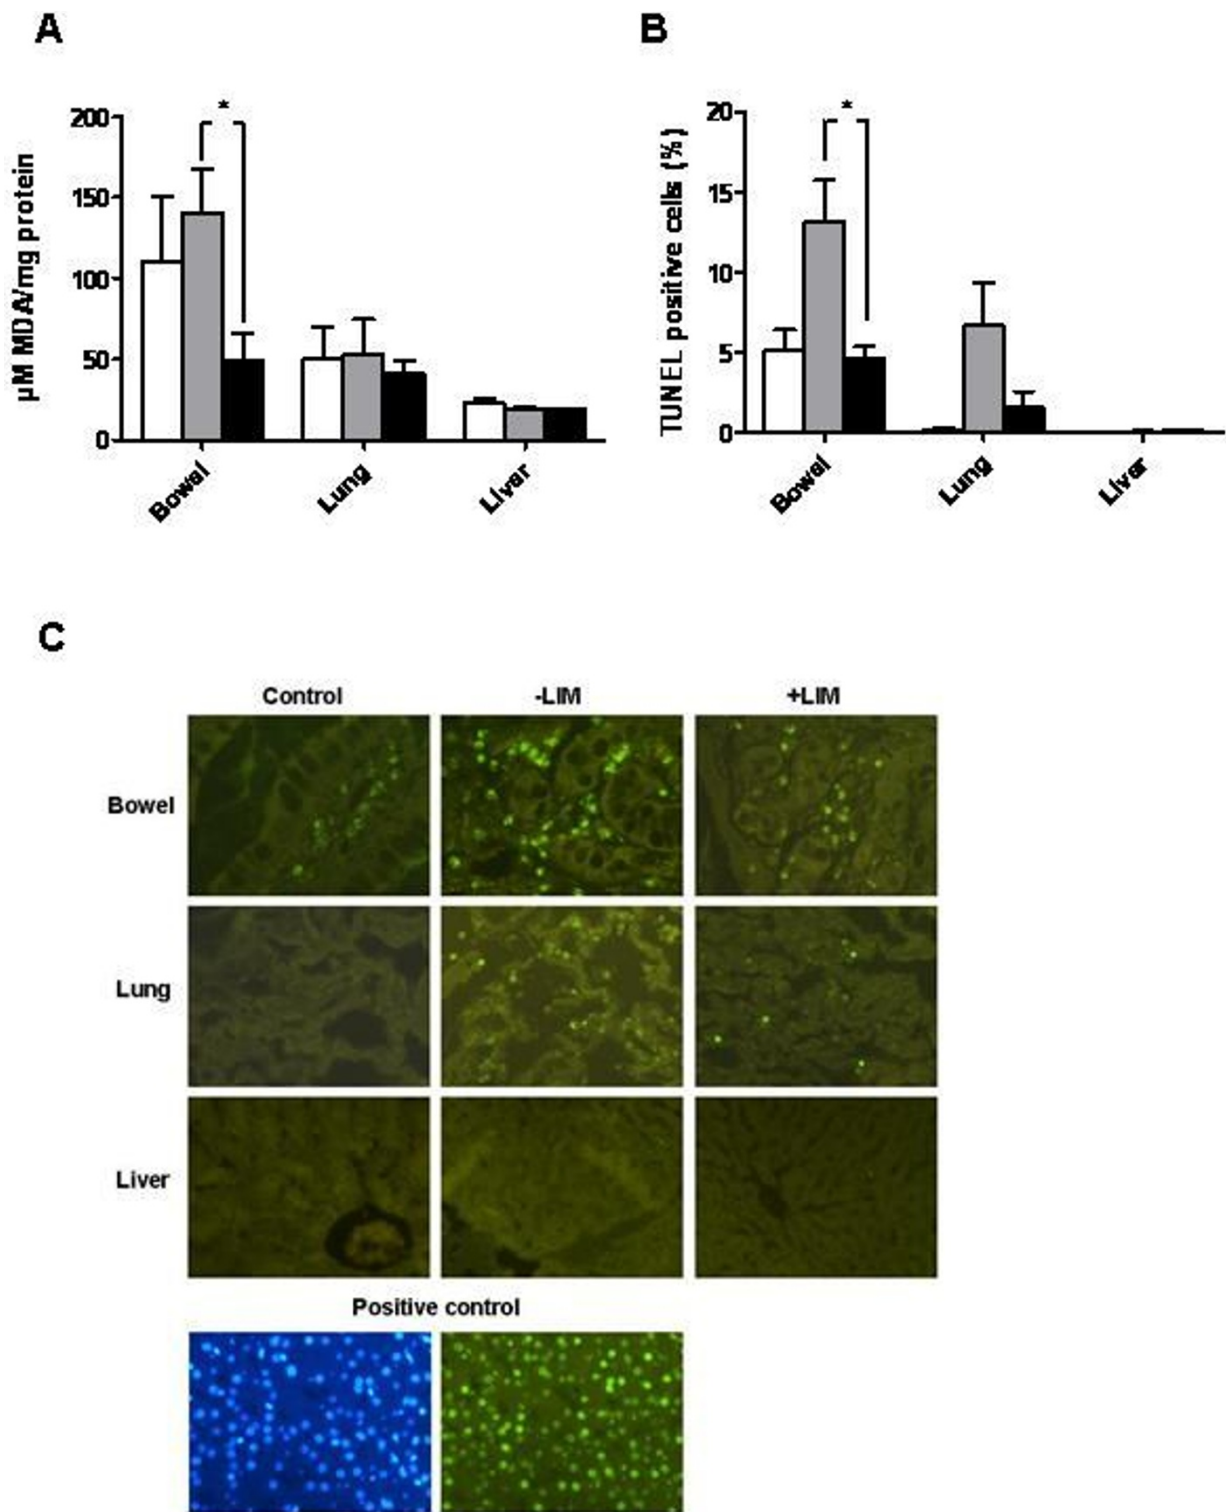 A
B
*
*
200
150
100
50
0
µM MDA/mg protein
Bowel
Lung
Liver
20
15
10
5
0
TUNEL positive cells (%)
Bowel
Lung
Liver
C
Control
-LIM
+LIM
Bowel
Lung
Liver
Positive control